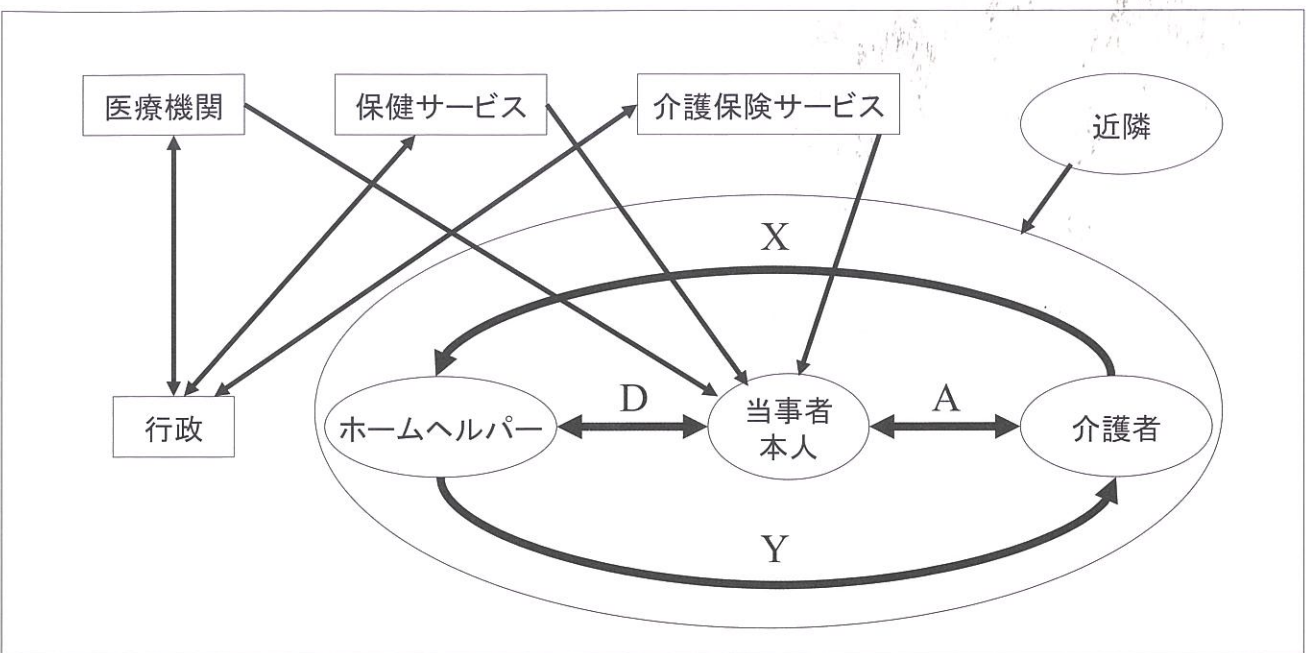 医療機関
保健サービス
介護保険サービス
近隣
X
行政
ホームヘルパー
D
当事者
本人
A
介護者
Y